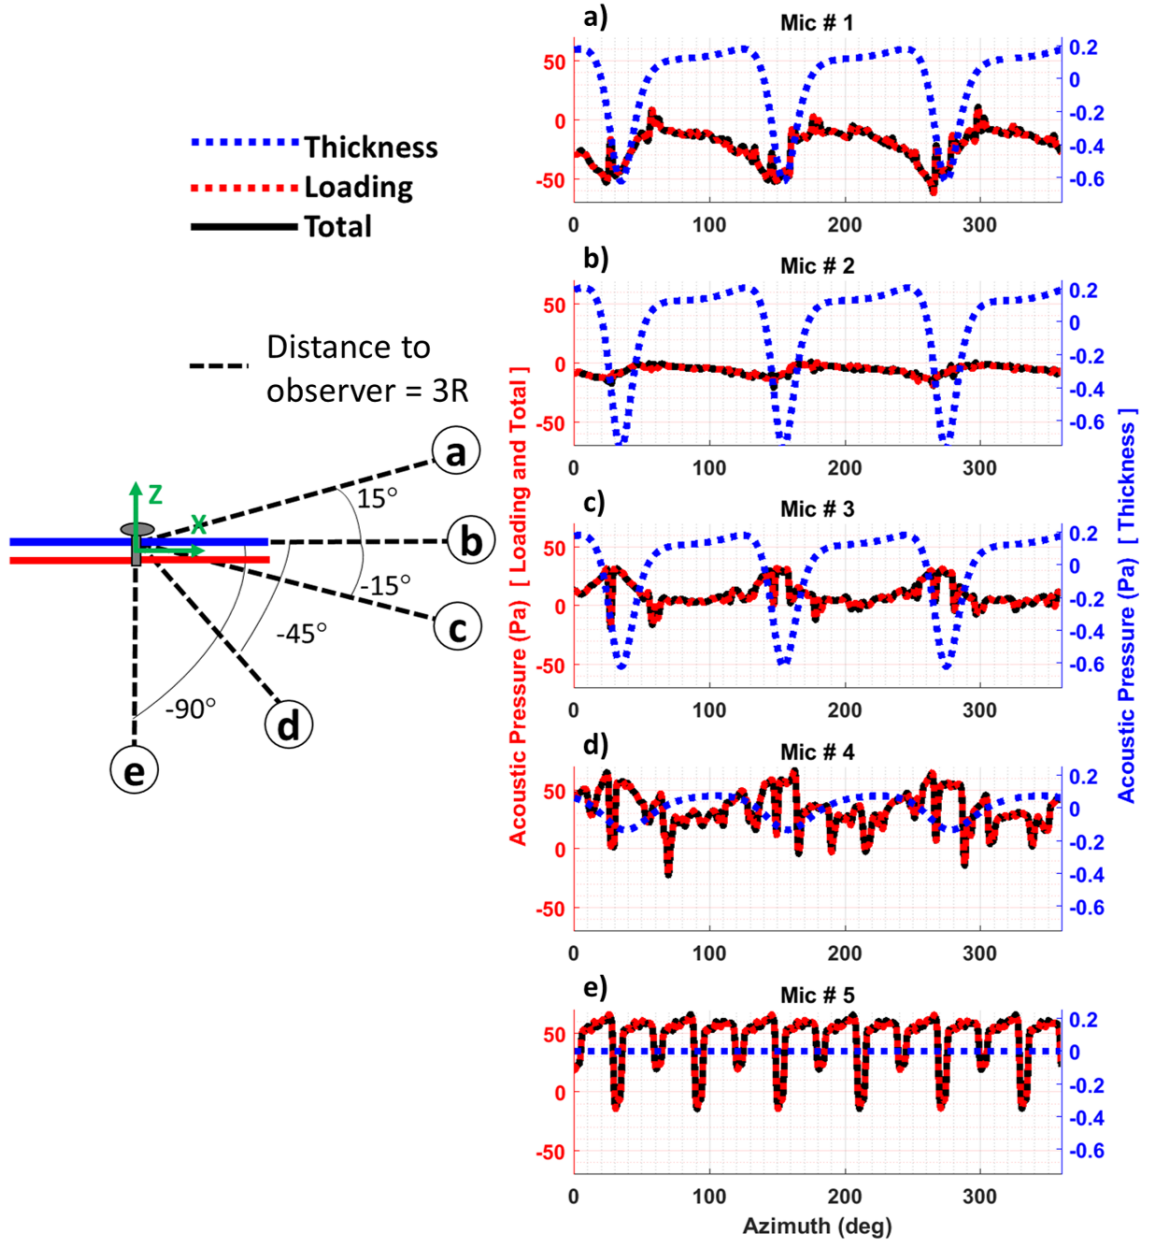 Thickness
Loading
Total
Distance to
observer = 3R
Z
X
a
15°
b
-15°
c
-45°
d
-90°
e
Acoustic Pressure (Pa) [ Loading and Total ]
Acoustic Pressure (Pa) [ Thickness ]
a)
Mic # 1
50
0
-50
0.2
0
-0.2
-0.4
-0.6
0
100
200
300
b)
Mic # 2
50
0
-50
0.2
0
-0.2
-0.4
-0.6
0
100
200
300
c)
Mic # 3
50
0
-50
0.2
0
-0.2
-0.4
-0.6
0
100
200
300
d)
Mic # 4
50
0
-50
0.2
0
-0.2
-0.4
-0.6
0
100
200
300
e)
Mic # 5
50
0
-50
0.2
0
-0.2
-0.4
-0.6
0
100
200
300
Azimuth (deg)